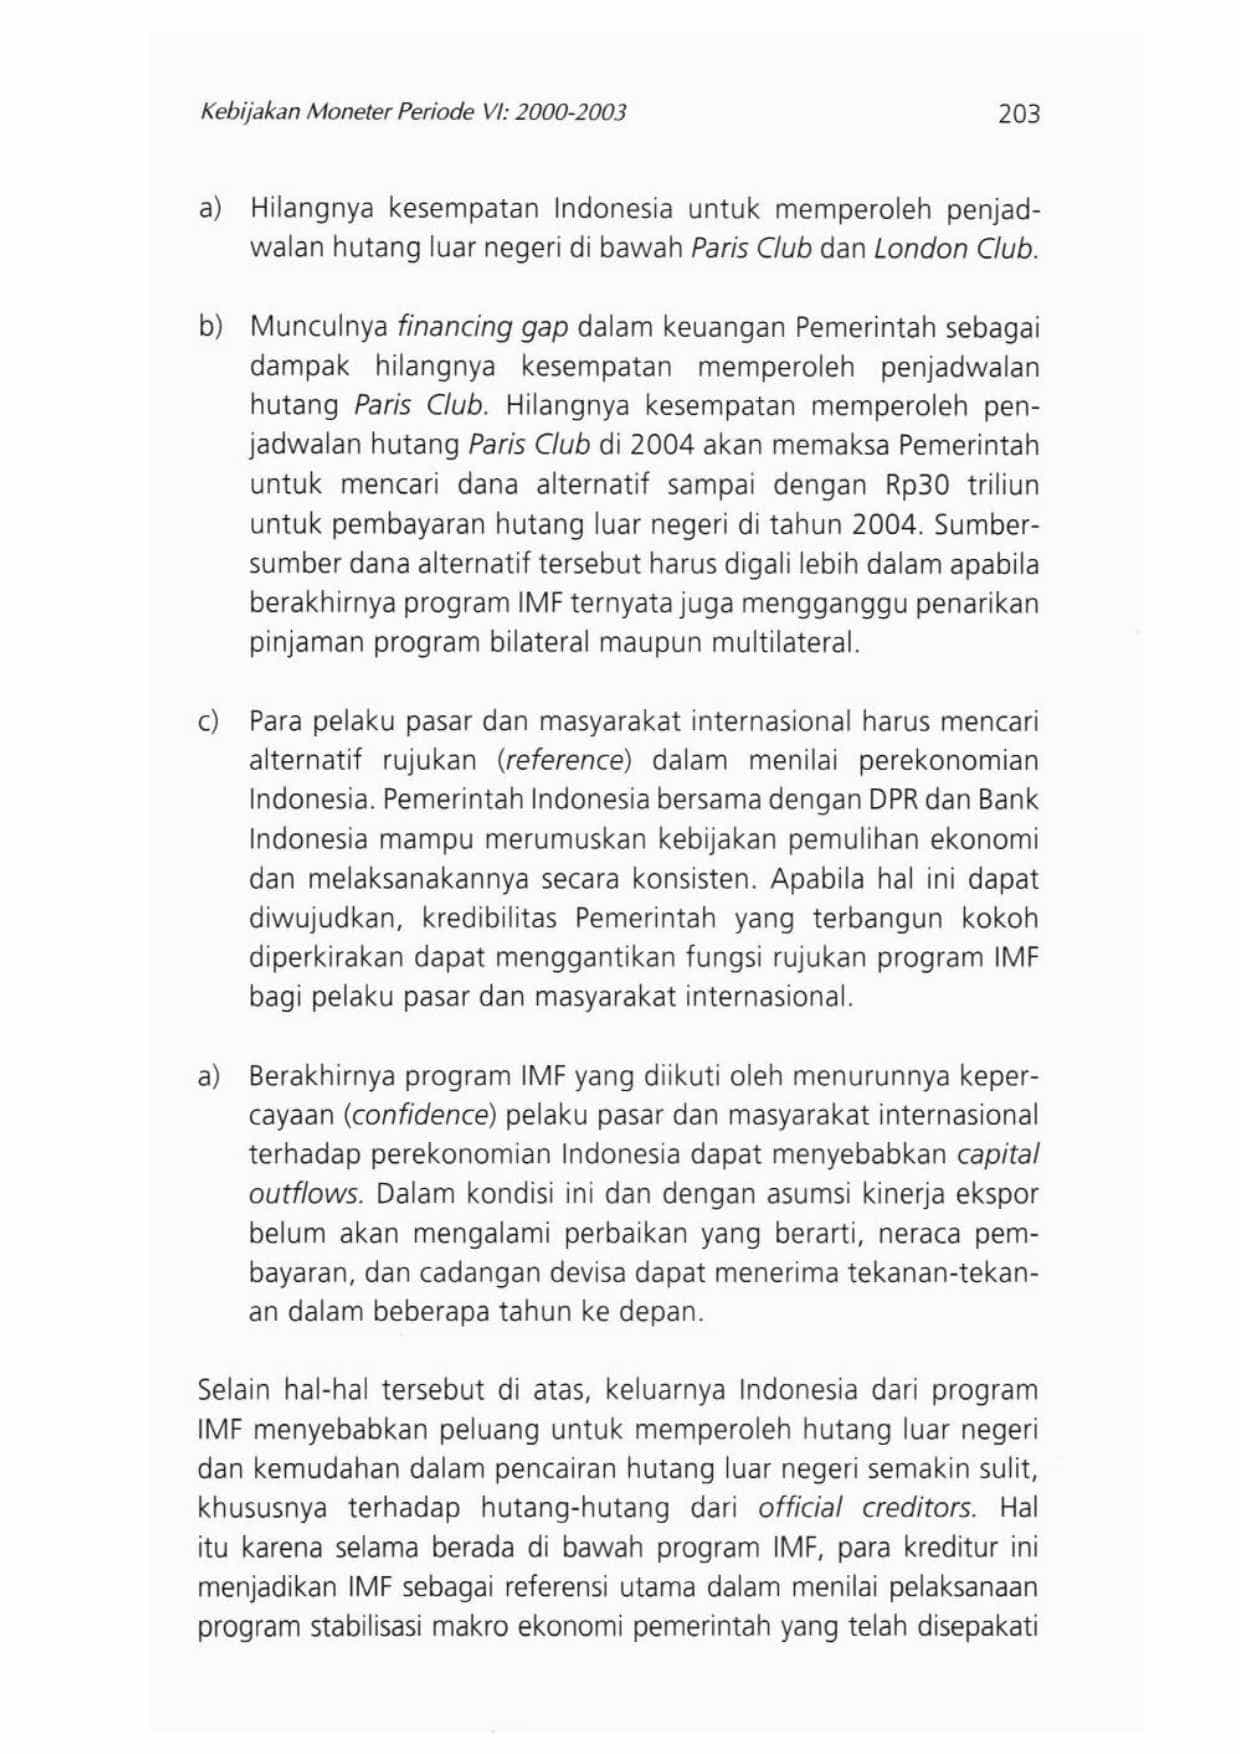 Kebijakan Moneter Periode VI: 2000-2003 203
a) Hilangnya kesempatan Indonesia untuk memperoleh penjad-
walan hutang luar negeri di bawah Paris Club dan London Club.
b) Munculnya financing gap dalam keuangan Pemerintah sebagai
dampak hilangnya kesempatan memperoleh penjadwalan
hutang Paris Club. Hilangnya kesempatan memperoleh pen-
jadwalan hutang Paris Club di 2004 akan memaksa Pemerintah
untuk mencari dana alternatif sampai dengan Rp30 triliun
untuk pembayaran hutang luar negeri di tahun 2004. Sumber-
sumber dana alternatif tersebut harus digali lebih dalam apabila
berakhirnya program IMF ternyata juga mengganggu penarikan
pinjaman program bilateral maupun multilateral.
c) Para pelaku pasar dan masyarakat internasional harus mencari
alternatif rujukan (reference) dalam menilai perekonomian
Indonesia. Pemerintah Indonesia bersama dengan DPR dan Bank
Indonesia mampu merumuskan kebijakan pemulihan ekonomi
dan melaksanakannya secara konsisten. Apabila hal ini dapat
diwujudkan, kredibilitas Pemerintah yang terbangun kokoh
diperkirakan dapat menggantikan fungsi rujukan program IMF
bagi pelaku pasar dan masyarakat internasional.
a) Berakhirnya program IMF yang diikuti oleh menurunnya keper-
cayaan (confidence) pelaku pasar dan masyarakat internasional
terhadap perekonomian Indonesia dapat menyebabkan capital
outflows. Dalam kondisi ini dan dengan asumsi kinerja ekspor
belum akan mengalami perbaikan yang berarti, neraca pem-
bayaran, dan cadangan devisa dapat menerima tekanan-tekan-
an dalam beberapa tahun ke depan.
Selain hal-hal tersebut di atas, keluarnya Indonesia dari program
IMF menyebabkan peluang untuk memperoleh hutang luar negeri
dan kemudahan dalam pencairan hutang luar negeri semakin sulit,
khususnya terhadap hutang-hutang dari official creditors. Hal
itu karena selama berada di bawah program IMF, para kreditur ini
menjadikan IMF sebagai referensi utama dalam menilai pelaksanaan
program stabilisasi makro ekonomi pemerintah yang telah disepakati